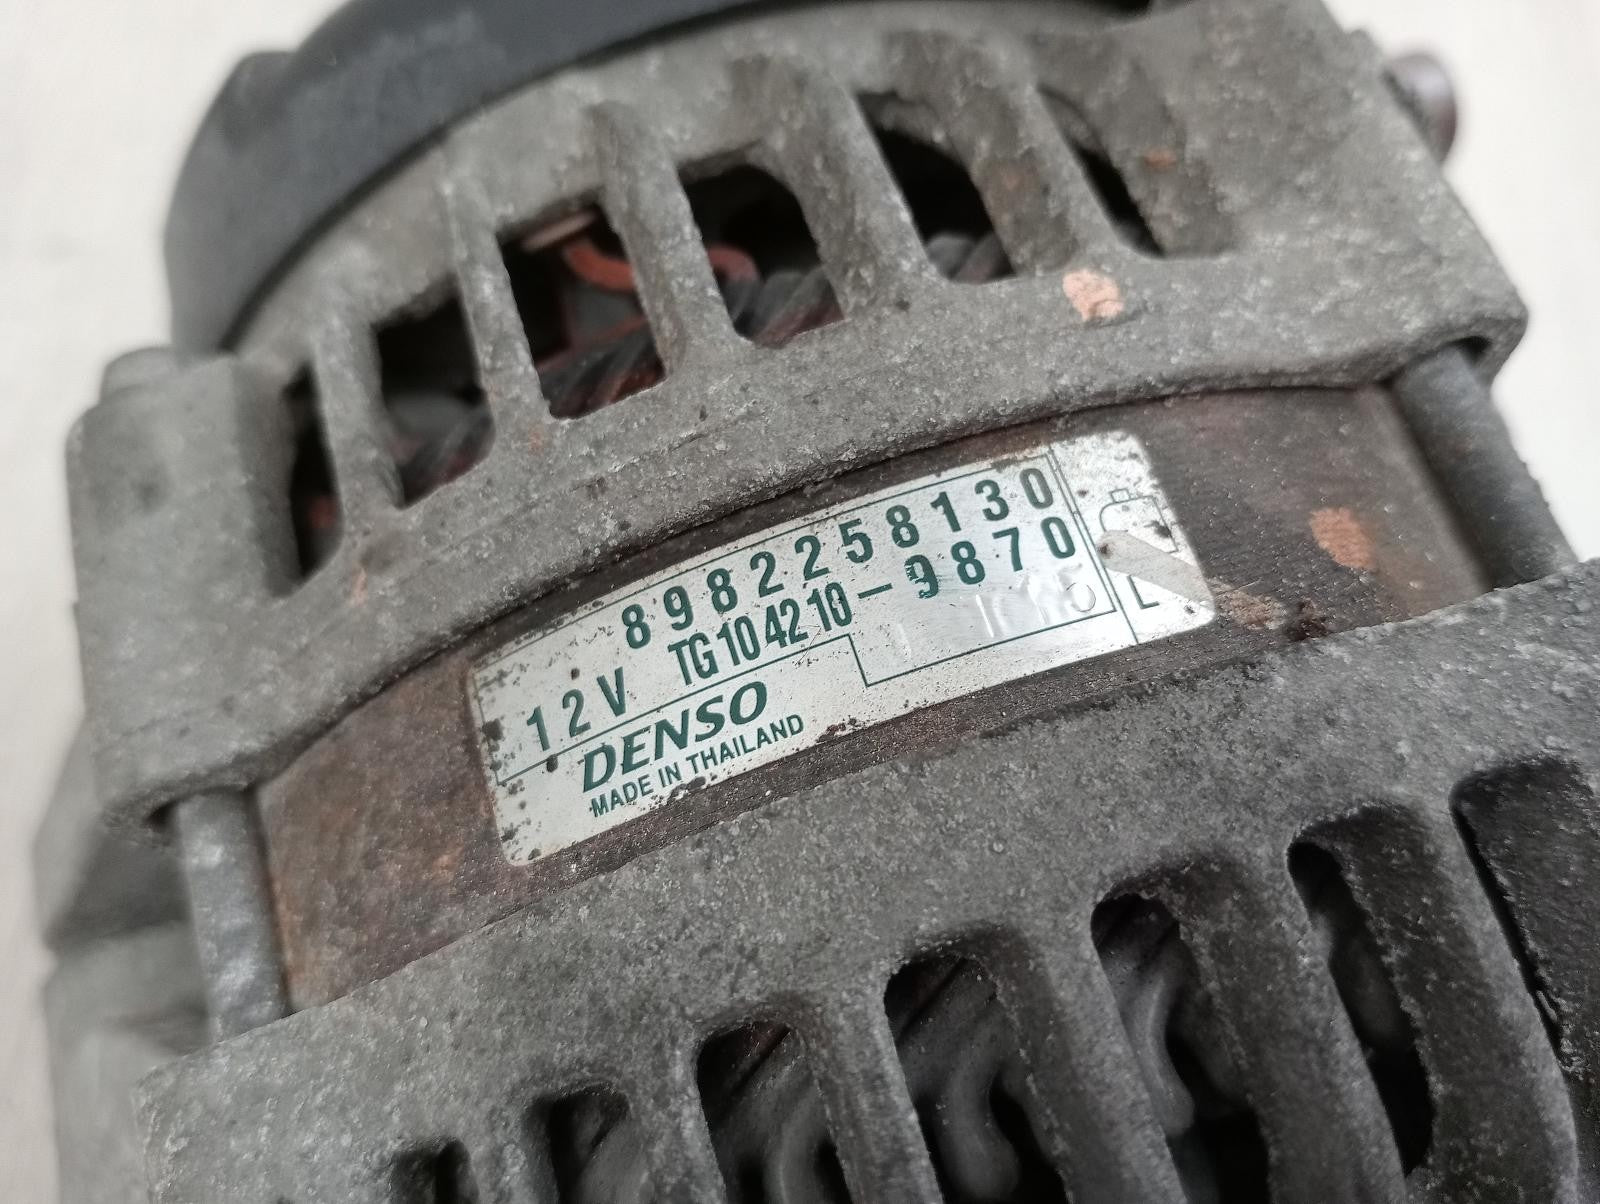 8982258130
12V TG104210-9870
DENSO
MADE IN THAILAND
L